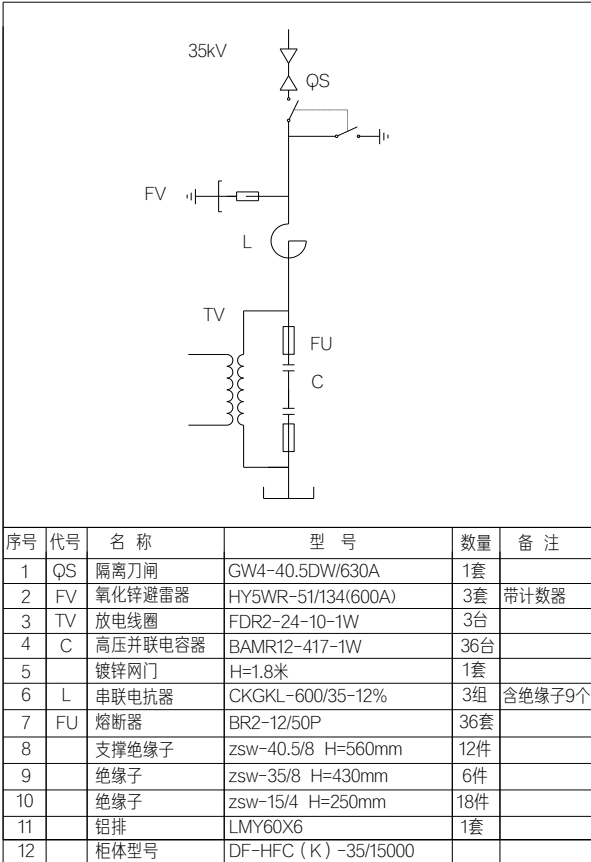 35kV
QS
FV
L
TV
FU
C
序号 代号 名 称 型 号 数量 备 注
1 QS 隔离刀闸 GW4-40.5DW/630A 1套
2 FV 氧化锌避雷器 HY5WR-51/134(600A) 3套 带计数器
3 TV 放电线圈 FDR2-24-10-1W 3台
4 C 高压并联电容器 BAMR12-417-1W 36台
5 镀锌网门 H=1.8米 1套
6 L 串联电抗器 CKGKL-600/35-12% 3组 含绝缘子9个
7 FU 熔断器 BR2-12/50P 36套
8 支撑绝缘子 zsw-40.5/8 H=560mm 12件
9 绝缘子 zsw-35/8 H=430mm 6件
10 绝缘子 zsw-15/4 H=250mm 18件
11 铝排 LMY60X6 1套
12 柜体型号 DF-HFC（K）-35/15000